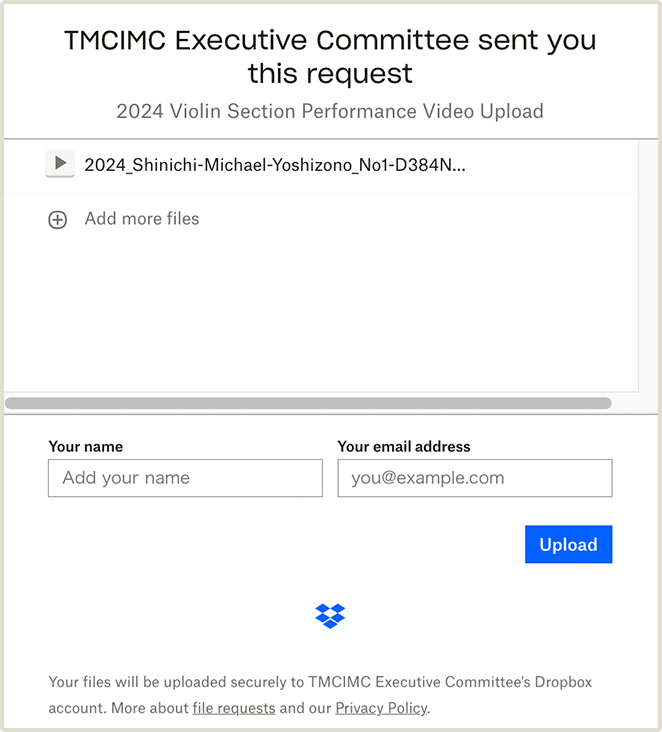 TMCIMC Executive Committee sent you
this request
2024 Violin Section Performance Video Upload
2024_Shinichi-Michael-Yoshizono_No1-D384N...
Add more files
Your name
Your email address
Add your name
you@example.com
Upload
Your files will be uploaded securely to TMCIMC Executive Committee's Dropbox
account. More about file requests and our Privacy Policy.